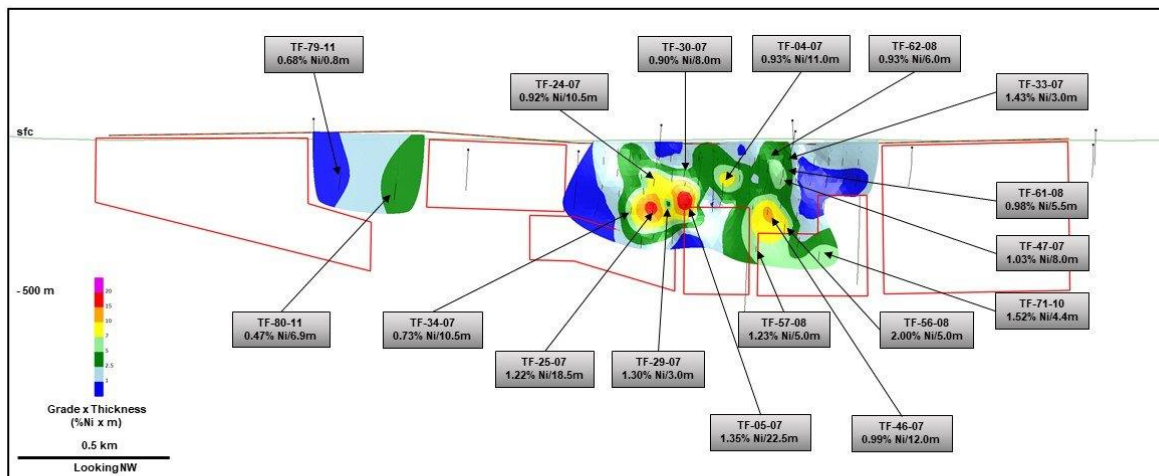 TF-79-11
0.68% Ni/0.8m
TF-30-07
0.90% Ni/8.0m
TF-04-07
0.93% Ni/11.0m
TF-62-08
0.93% Ni/6.0m
TF-24-07
0.92% Ni/10.5m
TF-33-07
1.43% Ni/3.0m
sfc
TF-61-08
0.98% Ni/5.5m
TF-47-07
1.03% Ni/8.0m
-500 m
TF-71-10
1.52% Ni/4.4m
TF-80-11
0.47% Ni/6.9m
TF-34-07
0.73% Ni/10.5m
TF-57-08
1.23% Ni/5.0m
TF-56-08
2.00% Ni/5.0m
TF-25-07
1.22% Ni/18.5m
TF-29-07
1.30% Ni/3.0m
TF-05-07
1.35% Ni/22.5m
TF-46-07
0.99% Ni/12.0m
20
15
10
7
5
2.5
1
Grade x Thickness
(%Ni x m)
0.5 km
Looking NW